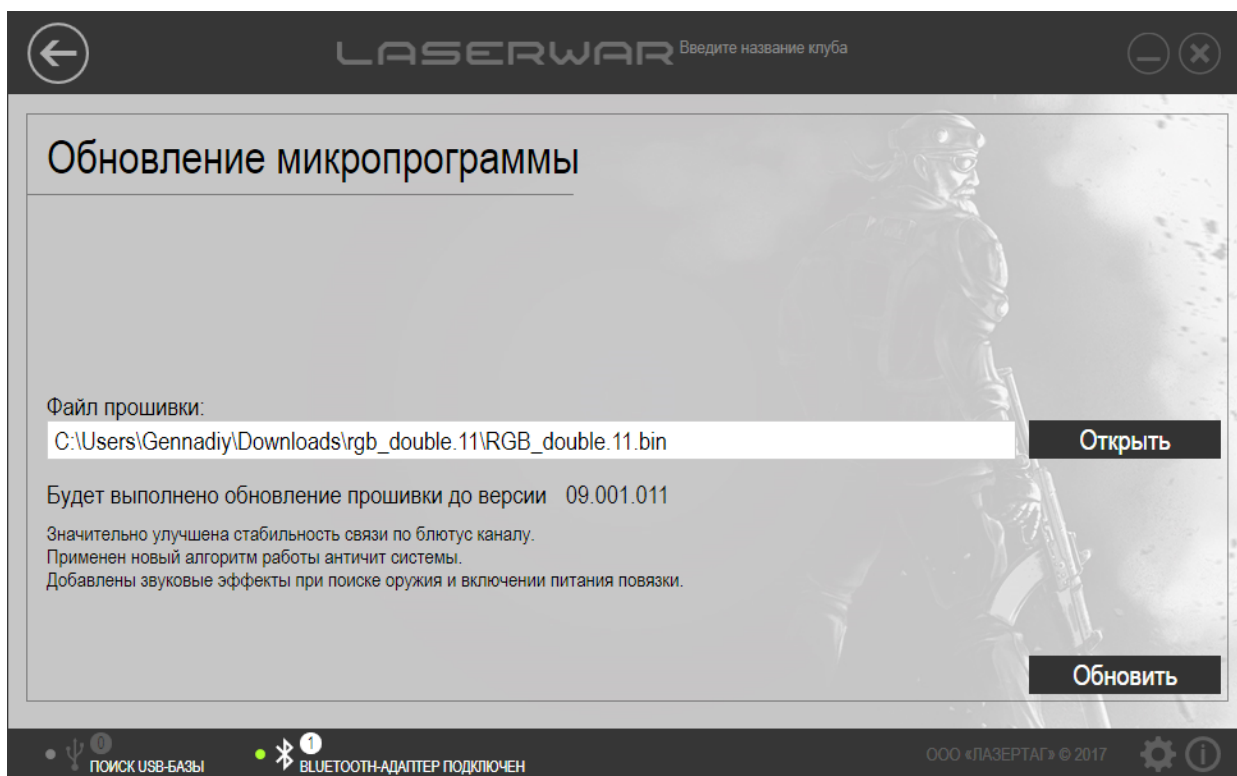 LASERWAR Введите название клуба
Обновление микропрограммы
Файл прошивки:
C:\Users\Gennadiy\Downloads\rgb_double.11\RGB_double.11.bin
Открыть
Будет выполнено обновление прошивки до версии 09.001.011
Значительно улучшена стабильность связи по блютус каналу.
Применен новый алгоритм работы античит системы.
Добавлены звуковые эффекты при поиске оружия и включении питания повязки.
Обновить
0
ПОИСК USB-БАЗЫ
1
BLUETOOTH-АДАПТЕР ПОДКЛЮЧЕН
ООО «ЛАЗЕРТАГ» © 2017